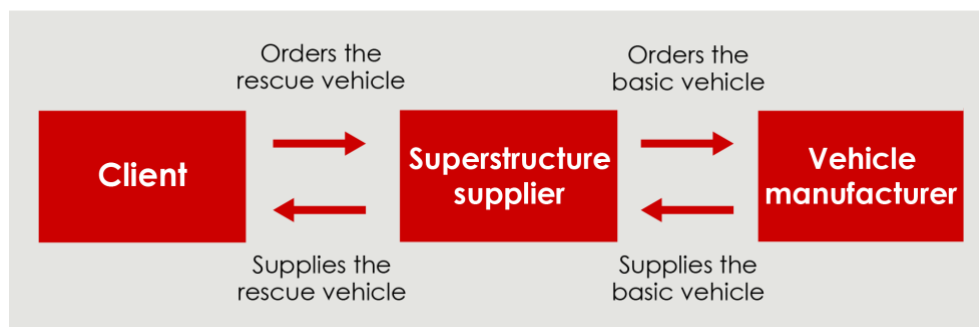 Orders the
rescue vehicle
Orders the
basic vehicle
Client
Superstructure
supplier
Vehicle
manufacturer
Supplies the
rescue vehicle
Supplies the
basic vehicle